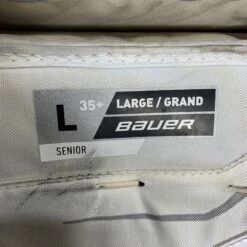 L 35+ LARGE / GRAND
BAUER
SENIOR